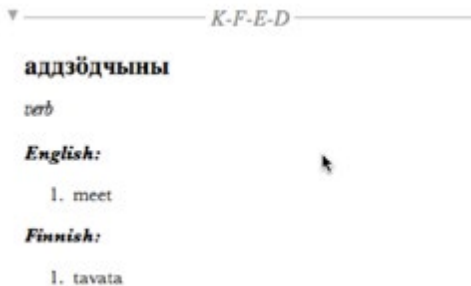 K-F-E-D
аддзӧдчыны
verb
English:
1. meet
Finnish:
1. tavata